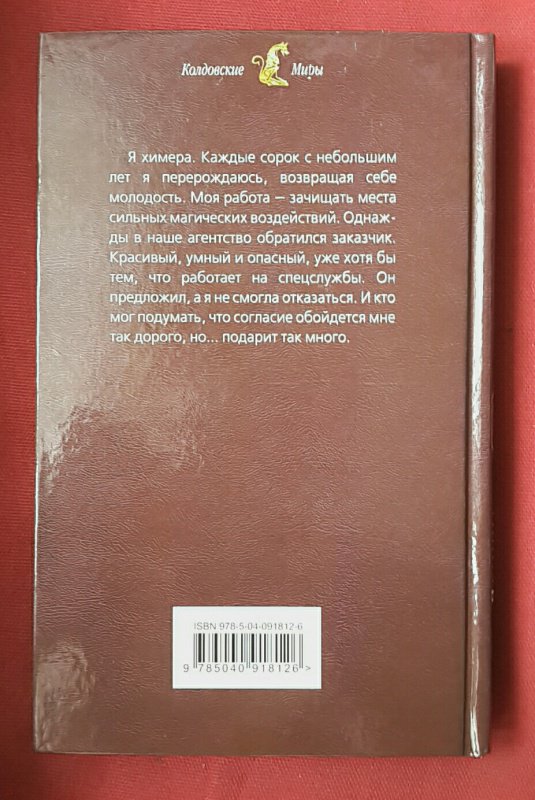 Колдовские Миры
Я химера. Каждые сорок с небольшим
лет я перерождаюсь, возвращая себе
молодость. Моя работа – зачищать места
сильных магических воздействий. Однаж-
ды в наше агентство обратился заказчик.
Красивый, умный и опасный, уже хотя бы
тем, что работает на спецслужбы. Он
предложил, а я не смогла отказаться. И кто
мог подумать, что согласие обойдется мне
так дорого, но... подарит так много.
ISBN 978-5-04-091812-6
9 785040 918126 >